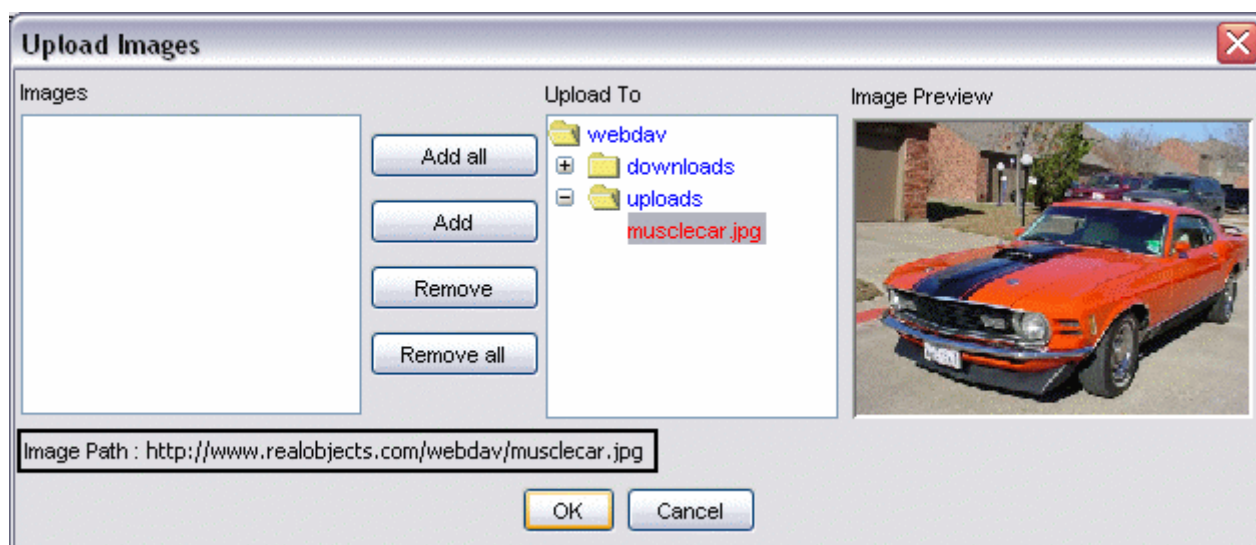 Upload Images
Images
Upload To
Image Preview
Add all
Add
Remove
Remove all
webdav
downloads
uploads
musclecar.jpg
Image Path : http://www.realobjects.com/webdav/musclecar.jpg
OK
Cancel